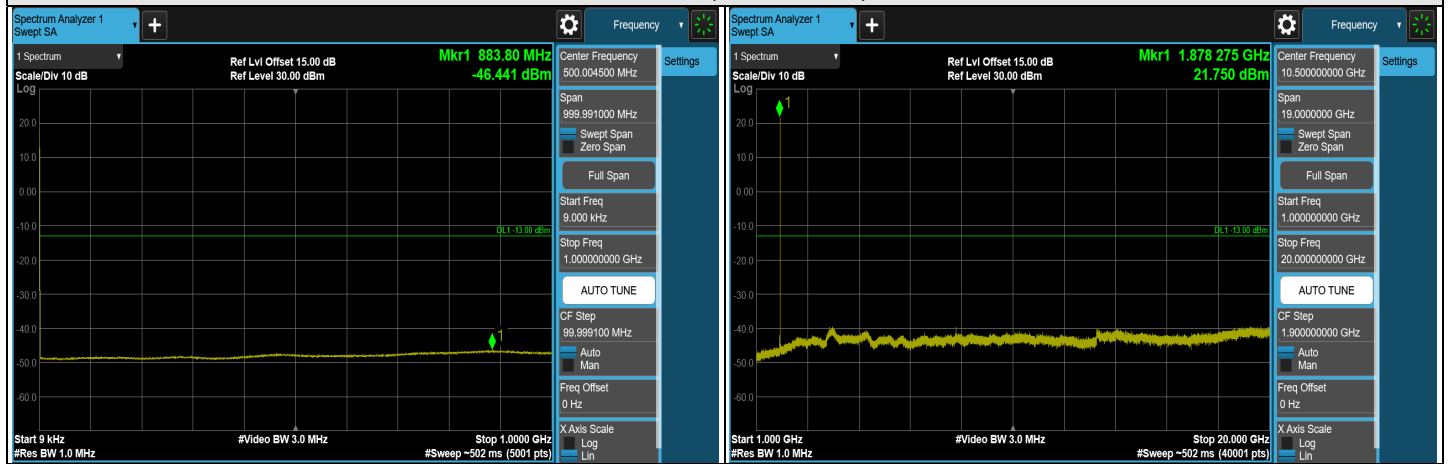 Spectrum Analyzer 1
Swept SA
+
Frequency
1 Spectrum
Scale/Div 10 dB
Log
Ref Lvl Offset 15.00 dB
Ref Level 30.00 dBm
Mkr1 883.80 MHz
-46.441 dBm
20.0
10.0
0.00
-10.0
-20.0
-30.0
-40.0
-50.0
-60.0
DL1 -13.00 dBm
1
Start 9 kHz
#Res BW 1.0 MHz
#Video BW 3.0 MHz
Stop 1.0000 GHz
#Sweep ~502 ms (5001 pts)
Center Frequency
500.004500 MHz
Settings
Span
999.991000 MHz
Swept Span
Zero Span
Full Span
Start Freq
9.000 kHz
Stop Freq
1.000000000 GHz
AUTO TUNE
CF Step
99.999100 MHz
Auto
Man
Freq Offset
0 Hz
X Axis Scale
Log
Lin
Spectrum Analyzer 1
Swept SA
+
Frequency
1 Spectrum
Scale/Div 10 dB
Log
Ref Lvl Offset 15.00 dB
Ref Level 30.00 dBm
Mkr1 1.878 275 GHz
21.750 dBm
1
20.0
10.0
0.00
-10.0
-20.0
-30.0
-40.0
-50.0
-60.0
DL1 -13.00 dBm
Start 1.000 GHz
#Res BW 1.0 MHz
#Video BW 3.0 MHz
Stop 20.000 GHz
#Sweep ~502 ms (40001 pts)
Center Frequency
10.500000000 GHz
Settings
Span
19.0000000 GHz
Swept Span
Zero Span
Full Span
Start Freq
1.000000000 GHz
Stop Freq
20.000000000 GHz
AUTO TUNE
CF Step
1.900000000 GHz
Auto
Man
Freq Offset
0 Hz
X Axis Scale
Log
Lin